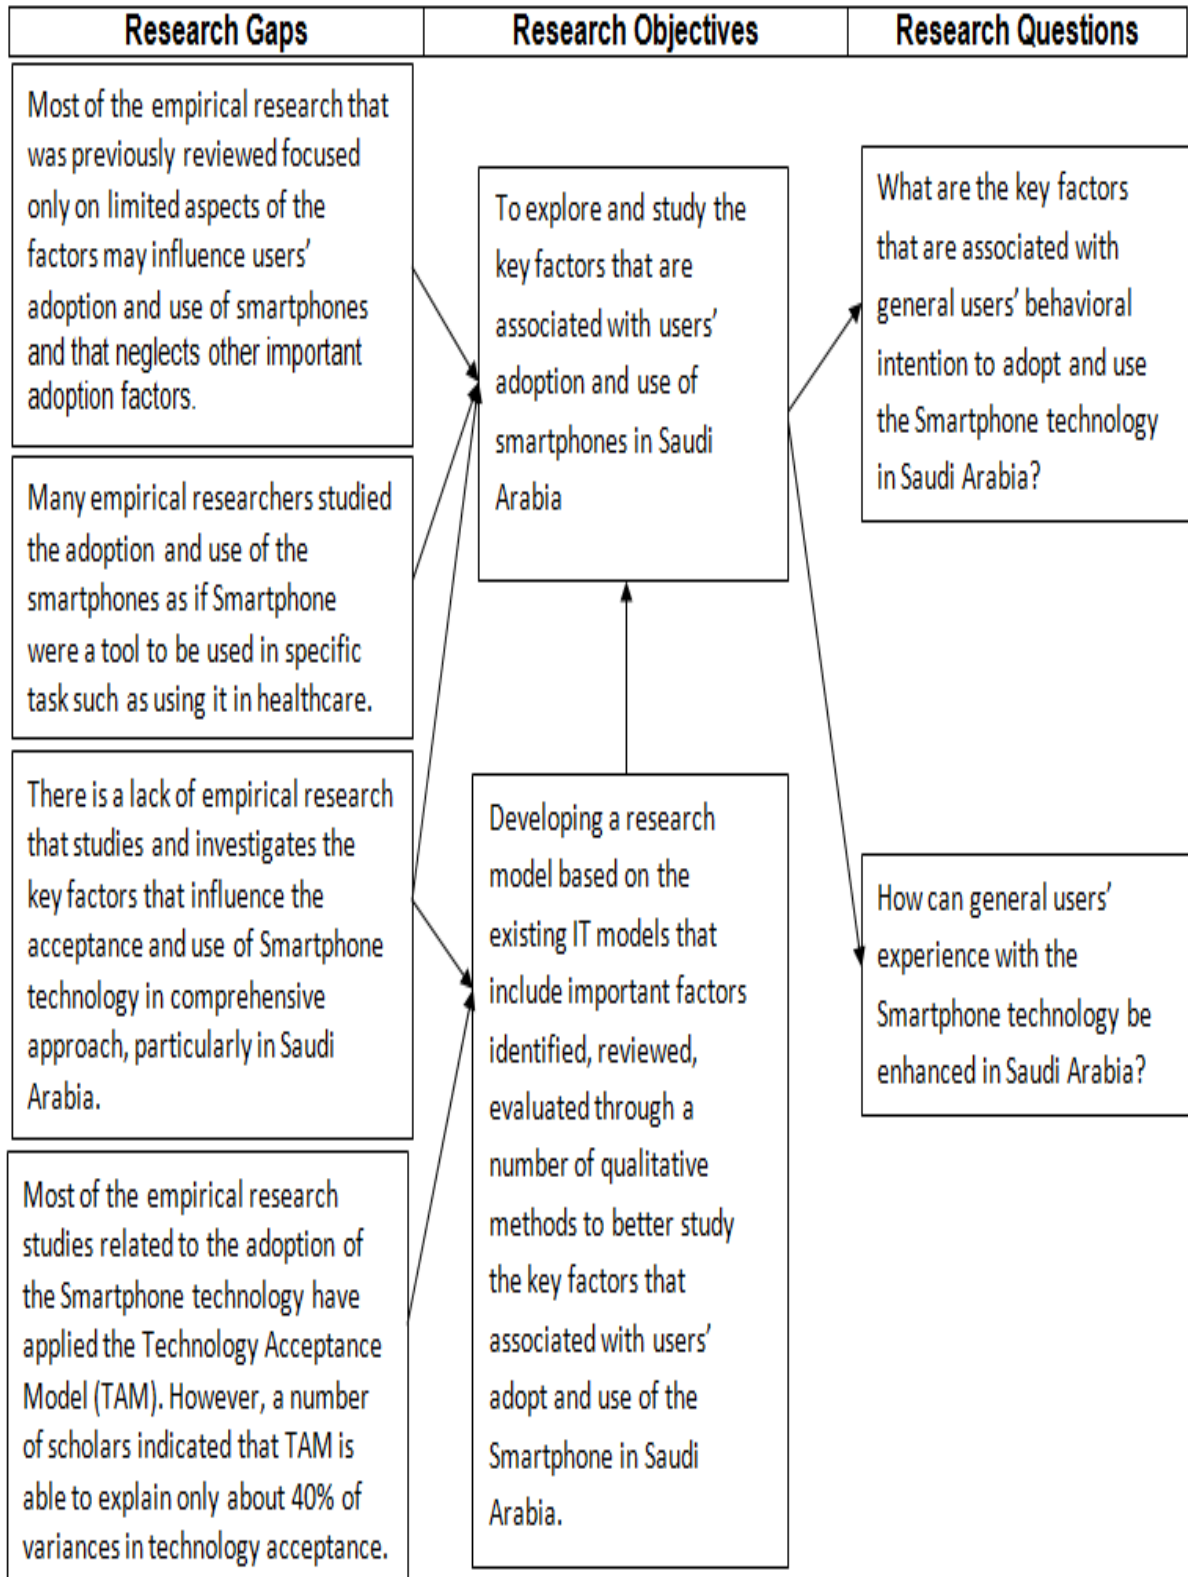 Research Gaps
Research Objectives
Research Questions
Most of the empirical research that
was previously reviewed focused
only on limited aspects of the
factors may influence users’
adoption and use of smartphones
and that neglects other important
adoption factors.
Many empirical researchers studied
the adoption and use of the
smartphones as if Smartphone
were a tool to be used in specific
task such as using it in healthcare.
There is a lack of empirical research
that studies and investigates the
key factors that influence the
acceptance and use of Smartphone
technology in comprehensive
approach, particularly in Saudi
Arabia.
Most of the empirical research
studies related to the adoption of
the Smartphone technology have
applied the Technology Acceptance
Model (TAM). However, a number
of scholars indicated that TAM is
able to explain only about 40% of
variances in technology acceptance.
To explore and study the
key factors that are
associated with users’
adoption and use of
smartphones in Saudi
Arabia
Developing a research
model based on the
existing IT models that
include important factors
identified, reviewed,
evaluated through a
number of qualitative
methods to better study
the key factors that
associated with users’
adopt and use of the
Smartphone in Saudi
Arabia.
What are the key factors
that are associated with
general users’ behavioral
intention to adopt and use
the Smartphone technology
in Saudi Arabia?
How can general users’
experience with the
Smartphone technology be
enhanced in Saudi Arabia?